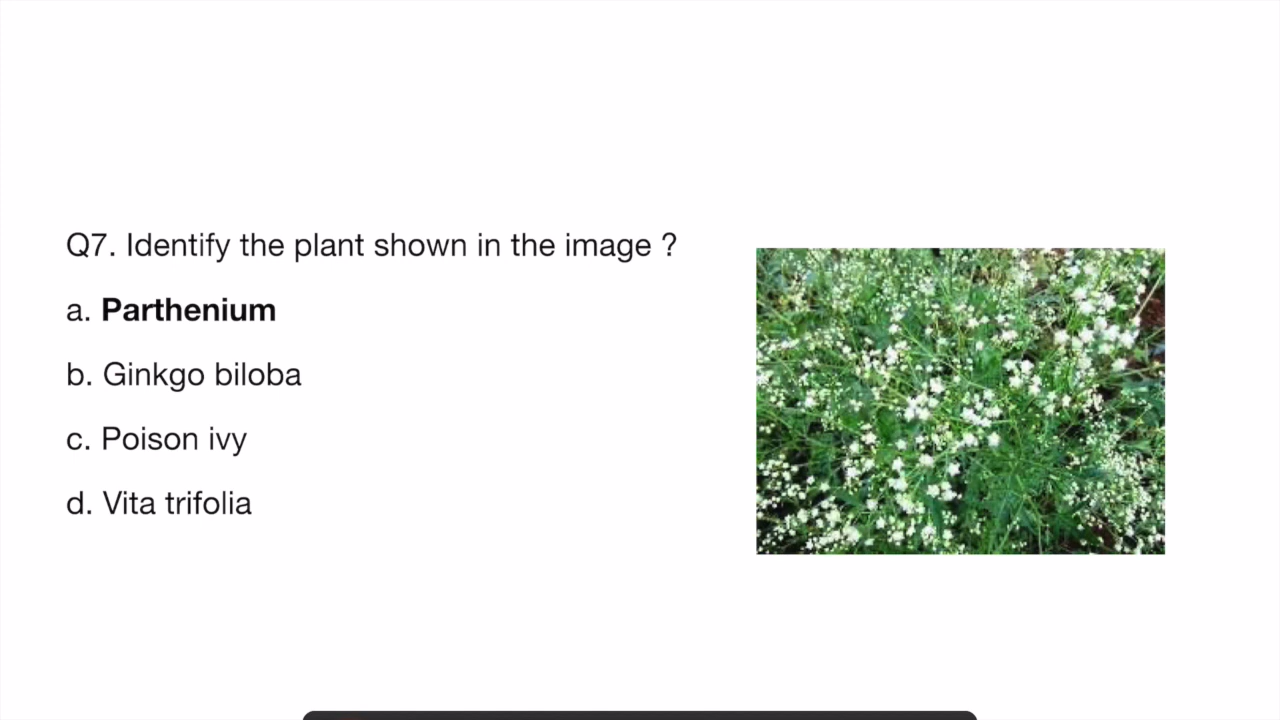 Q7. Identify the plant shown in the image ?
a. Parthenium
b. Ginkgo biloba
c. Poison ivy
d. Vita trifolia